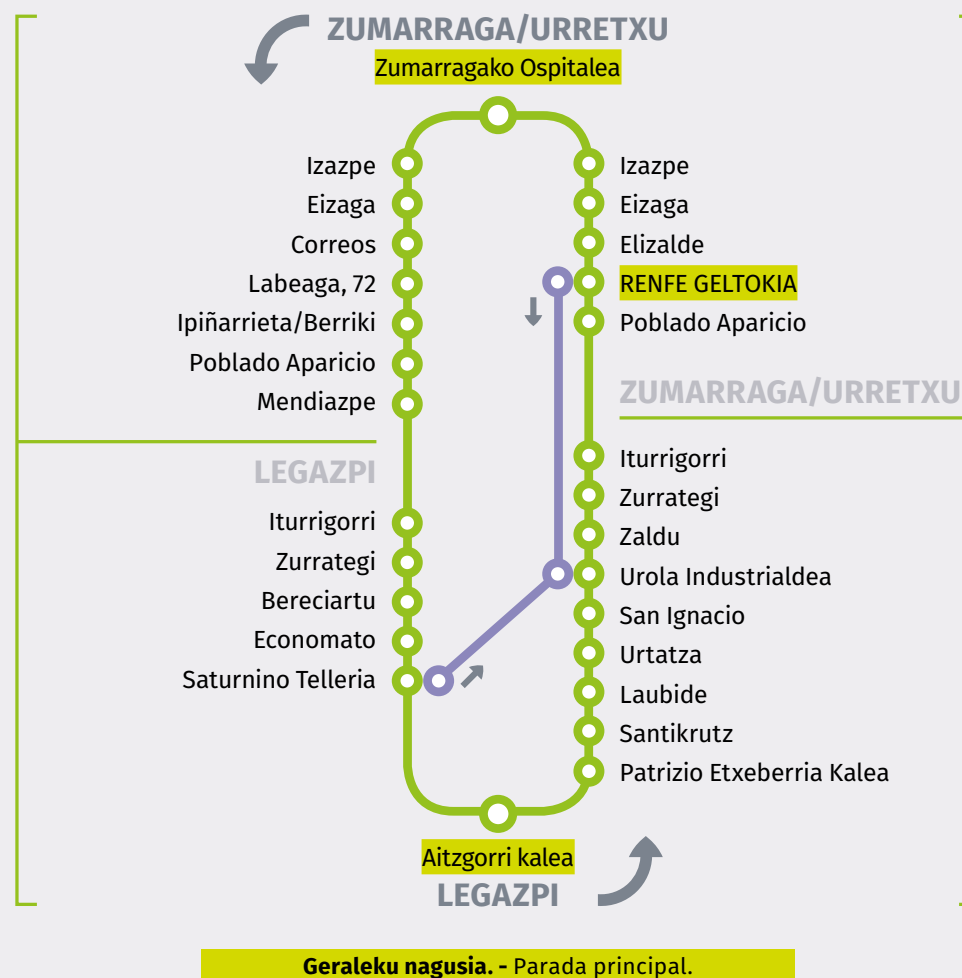 ZUMARRAGA/URRETXU
Zumarragako Ospitalea
Izazpe
Eizaga
Correos
Labeaga, 72
Ipiñarrieta/Berriki
Poblado Aparicio
Mendiazpe
LEGAZPI
Iturrigorri
Zurrategi
Bereciartu
Economato
Saturnino Telleria
Izazpe
Eizaga
Elizalde
RENFE GELTOKIA
Poblado Aparicio
ZUMARRAGA/URRETXU
Iturrigorri
Zurrategi
Zaldu
Urola Industrialdea
San Ignacio
Urtatza
Laubide
Santikrutz
Patrizio Etxeberria Kalea
Aitzgorri kalea
LEGAZPI
Geraleku nagusia. - Parada principal.